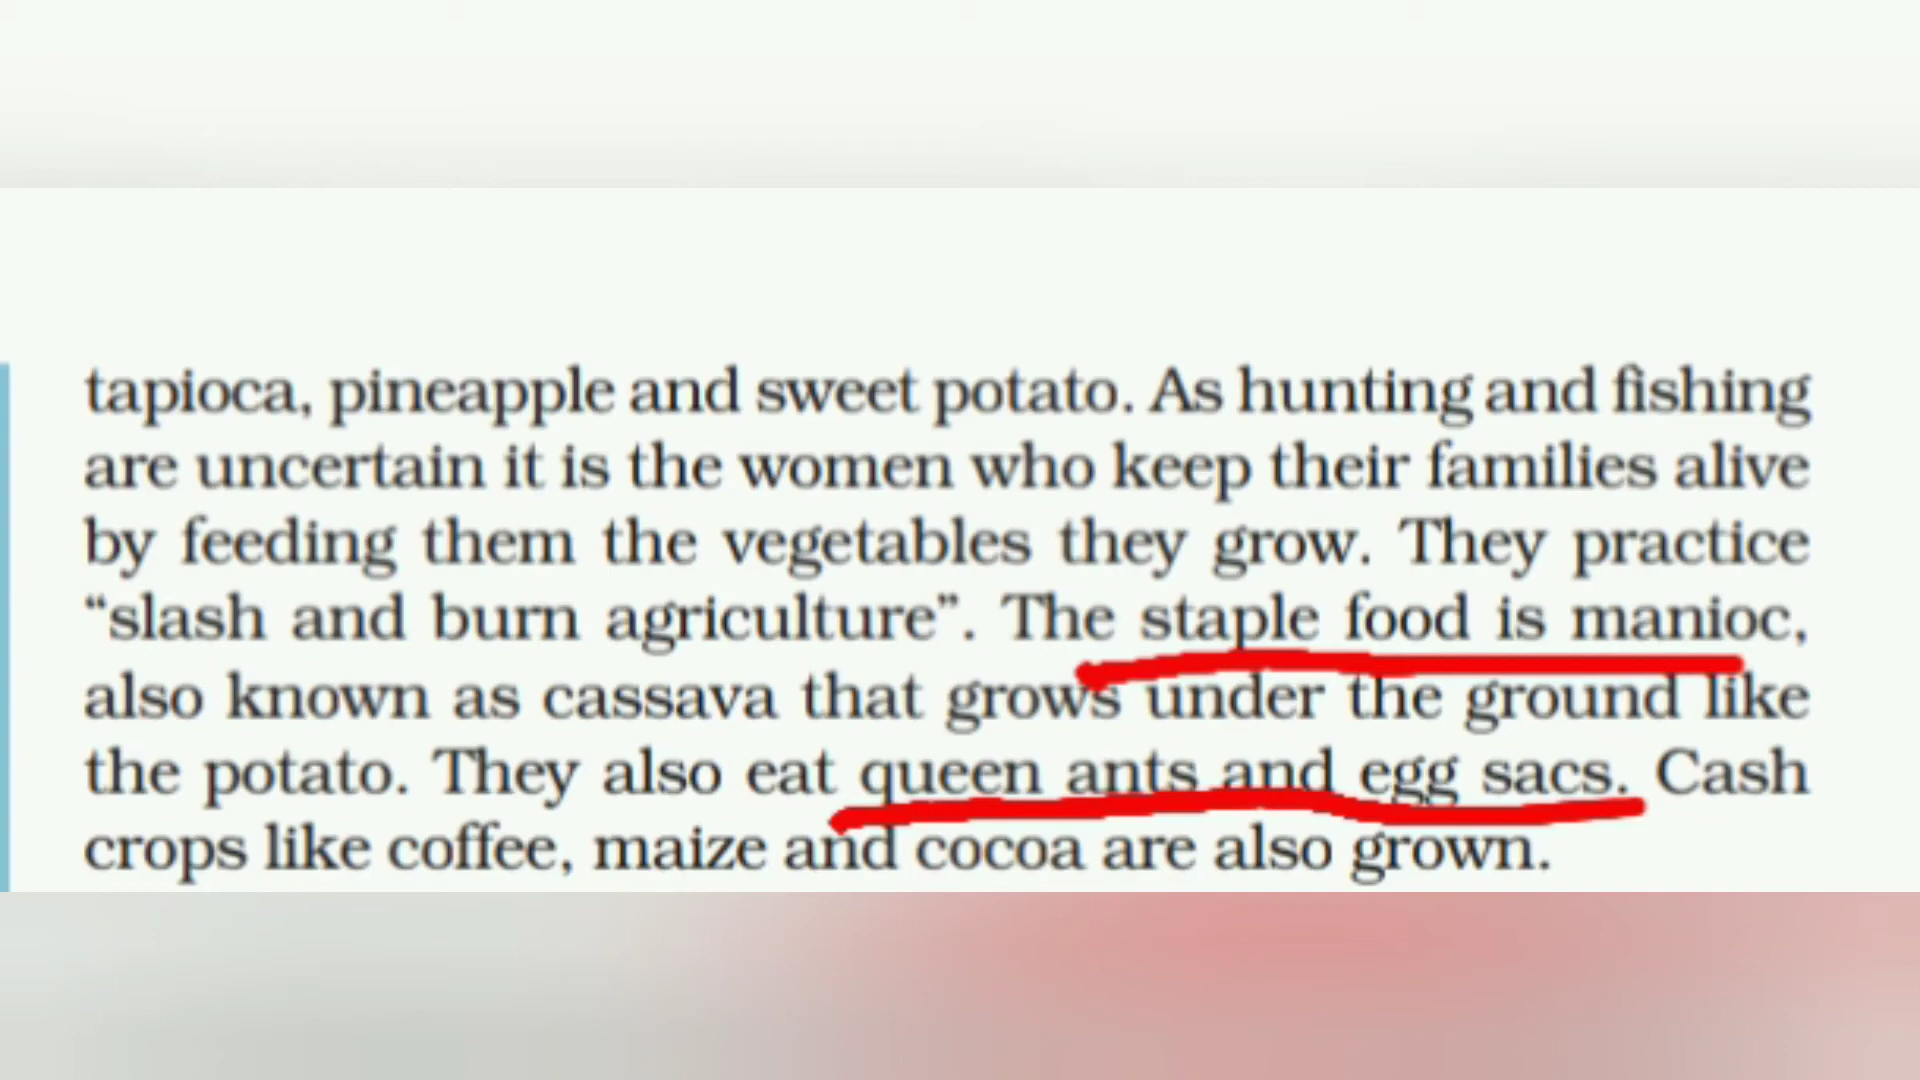 tapioca, pineapple and sweet potato. As hunting and fishing
are uncertain it is the women who keep their families alive
by feeding them the vegetables they grow. They practice
“slash and burn agriculture”. The staple food is manioc,
also known as cassava that grows under the ground like
the potato. They also eat queen ants and egg sacs. Cash
crops like coffee, maize and cocoa are also grown.